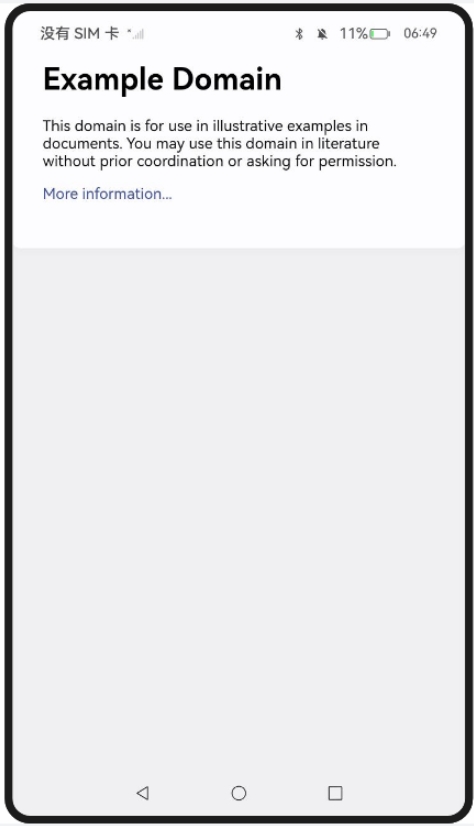 没有 SIM 卡 11% 06:49
Example Domain
This domain is for use in illustrative examples in
documents. You may use this domain in literature
without prior coordination or asking for permission.
More information...